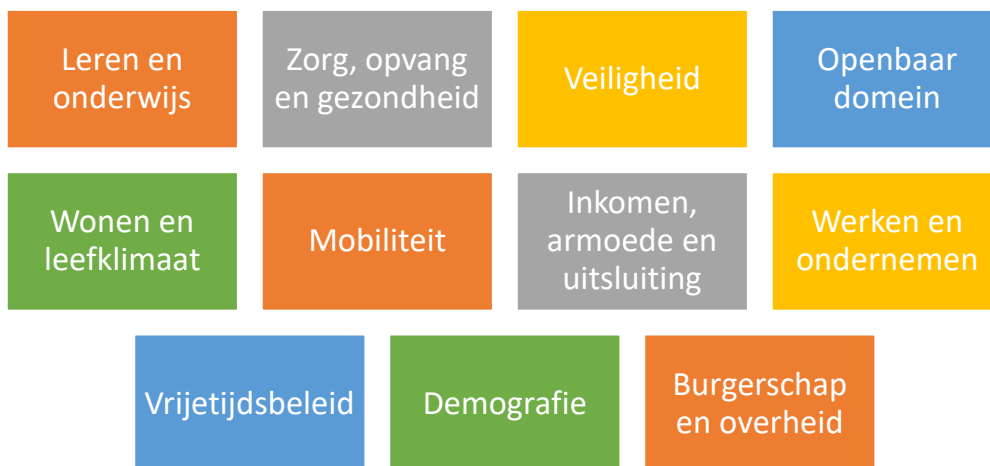 Leren en
onderwijs
Zorg, opvang
en gezondheid
Veiligheid
Openbaar
domein
Wonen en
leefklimaat
Mobiliteit
Inkomen,
armoede en
uitsluiting
Werken en
ondernemen
Vrijetijdsbeleid
Demografie
Burgerschap
en overheid